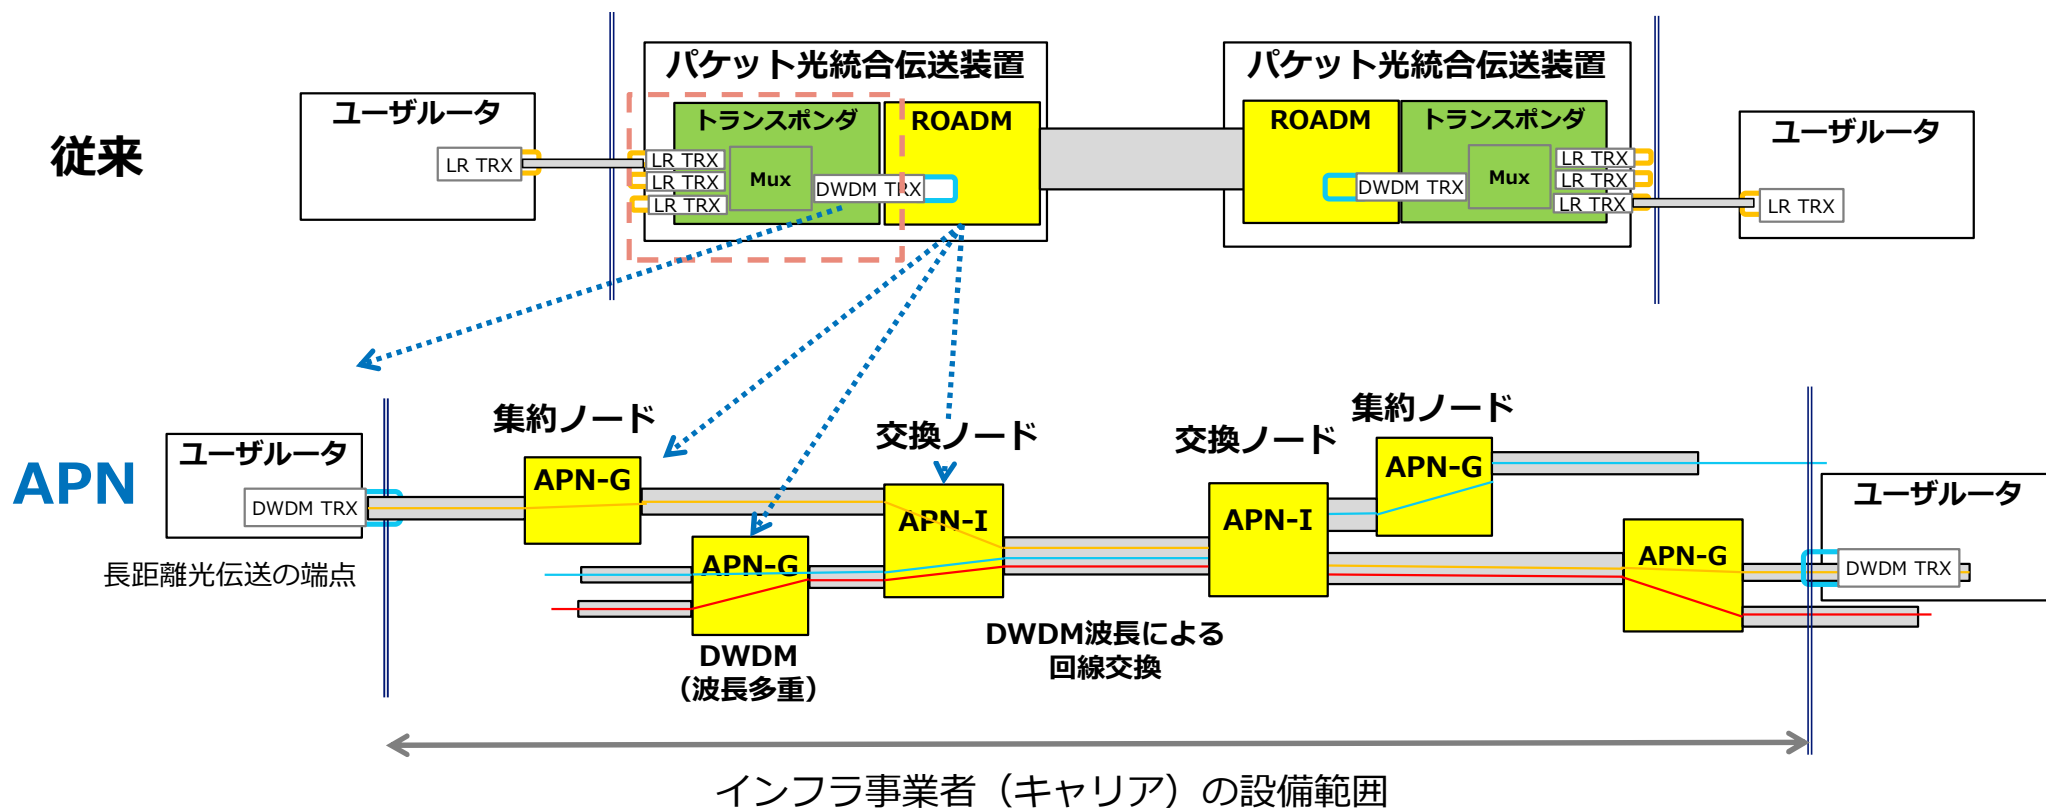 従来
ユーザルータ
LR TRX
パケット光統合伝送装置
トランスポンダ
LR TRX
LR TRX
LR TRX
Mux
DWDM TRX
ROADM
パケット光統合伝送装置
ROADM
トランスポンダ
DWDM TRX
Mux
LR TRX
LR TRX
LR TRX
ユーザルータ
LR TRX
APN
ユーザルータ
DWDM TRX
長距離光伝送の端点
集約ノード
APN-G
APN-G
DWDM
（波長多重）
交換ノード
APN-I
DWDM波長による
回線交換
交換ノード
APN-I
集約ノード
APN-G
APN-G
ユーザルータ
DWDM TRX
インフラ事業者（キャリア）の設備範囲